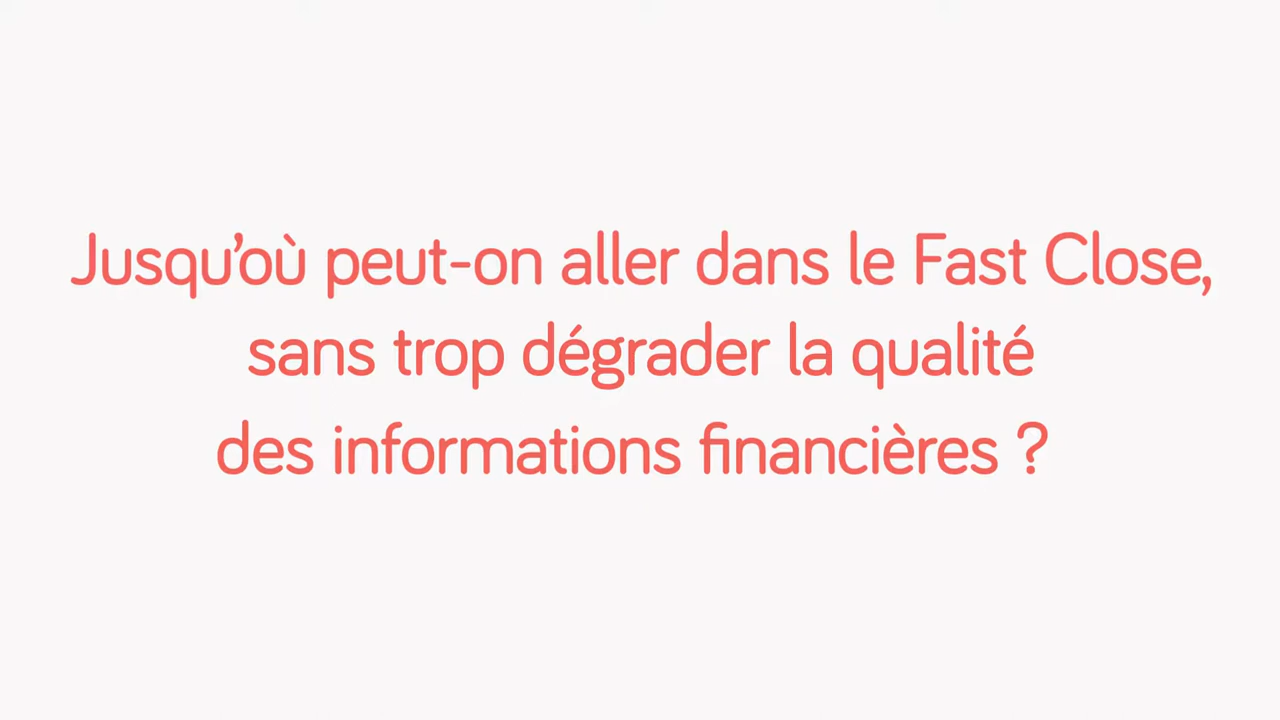 Jusqu’où peut-on aller dans le Fast Close,
sans trop dégrader la qualité
des informations financières ?